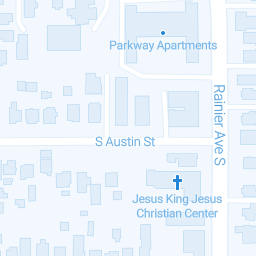 Parkway Apartments
Rainier Ave S
S Austin St
Jesus King Jesus
Christian Center